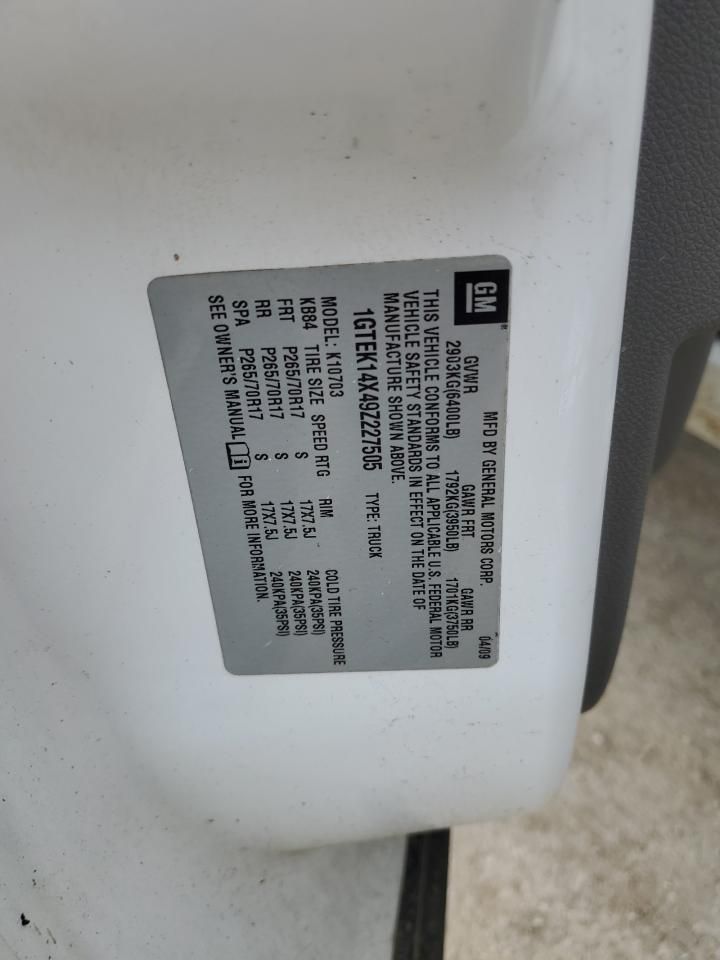 GM®
MFD BY GENERAL MOTORS CORP. 04/09
GVWR GAWR FRT GAWR RR
2903KG(6400LB) 1792KG(3950LB) 1701KG(3750LB)
THIS VEHICLE CONFORMS TO ALL APPLICABLE U.S. FEDERAL MOTOR
VEHICLE SAFETY STANDARDS IN EFFECT ON THE DATE OF
MANUFACTURE SHOWN ABOVE.
1GTEK14X49Z227505 TYPE: TRUCK
MODEL: K10703
KB84 TIRE SIZE SPEED RTG RIM COLD TIRE PRESSURE
FRT P265/70R17 S 17X7.5J 240KPA(35PSI)
RR P265/70R17 S 17X7.5J 240KPA(35PSI)
SPA P265/70R17 S 17X7.5J 240KPA(35PSI)
SEE OWNER'S MANUAL i FOR MORE INFORMATION.